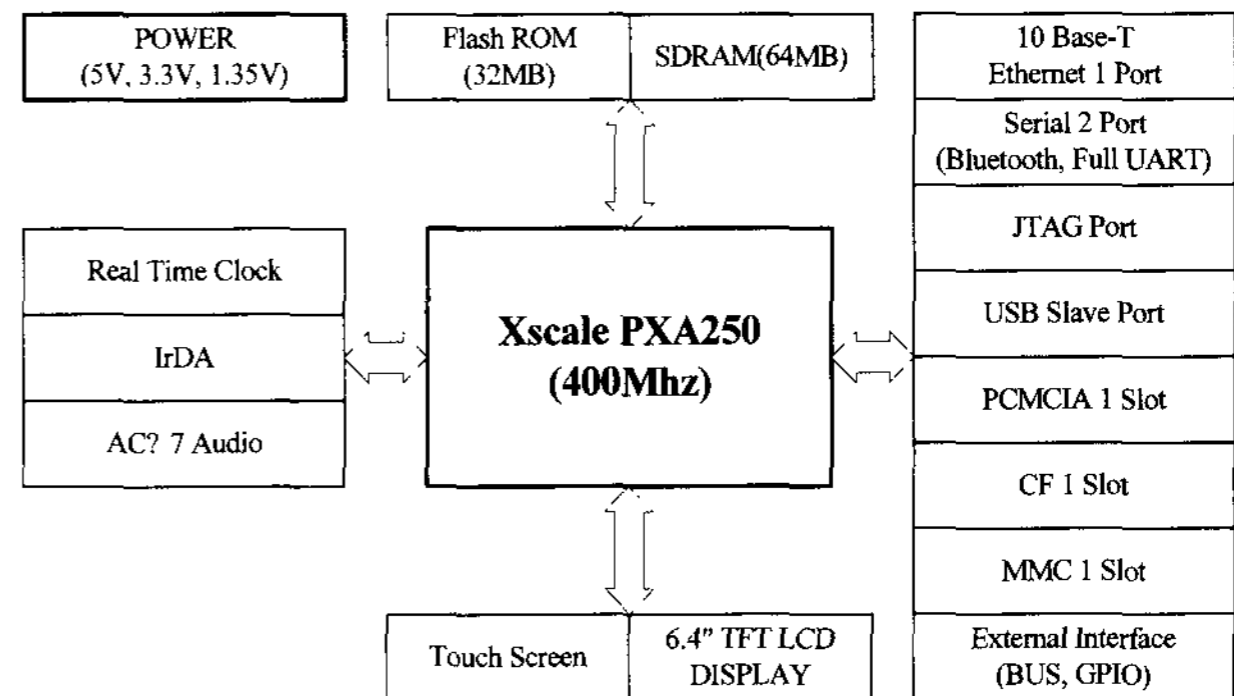 POWER
(5V, 3.3V, 1.35V)
Flash ROM
(32MB)
SDRAM(64MB)
10 Base-T
Ethernet 1 Port
Serial 2 Port
(Bluetooth, Full UART)
JTAG Port
USB Slave Port
PCMCIA 1 Slot
CF 1 Slot
MMC 1 Slot
External Interface
(BUS, GPIO)
Real Time Clock
IrDA
AC? 7 Audio
Xscale PXA250
(400Mhz)
Touch Screen
6.4" TFT LCD
DISPLAY